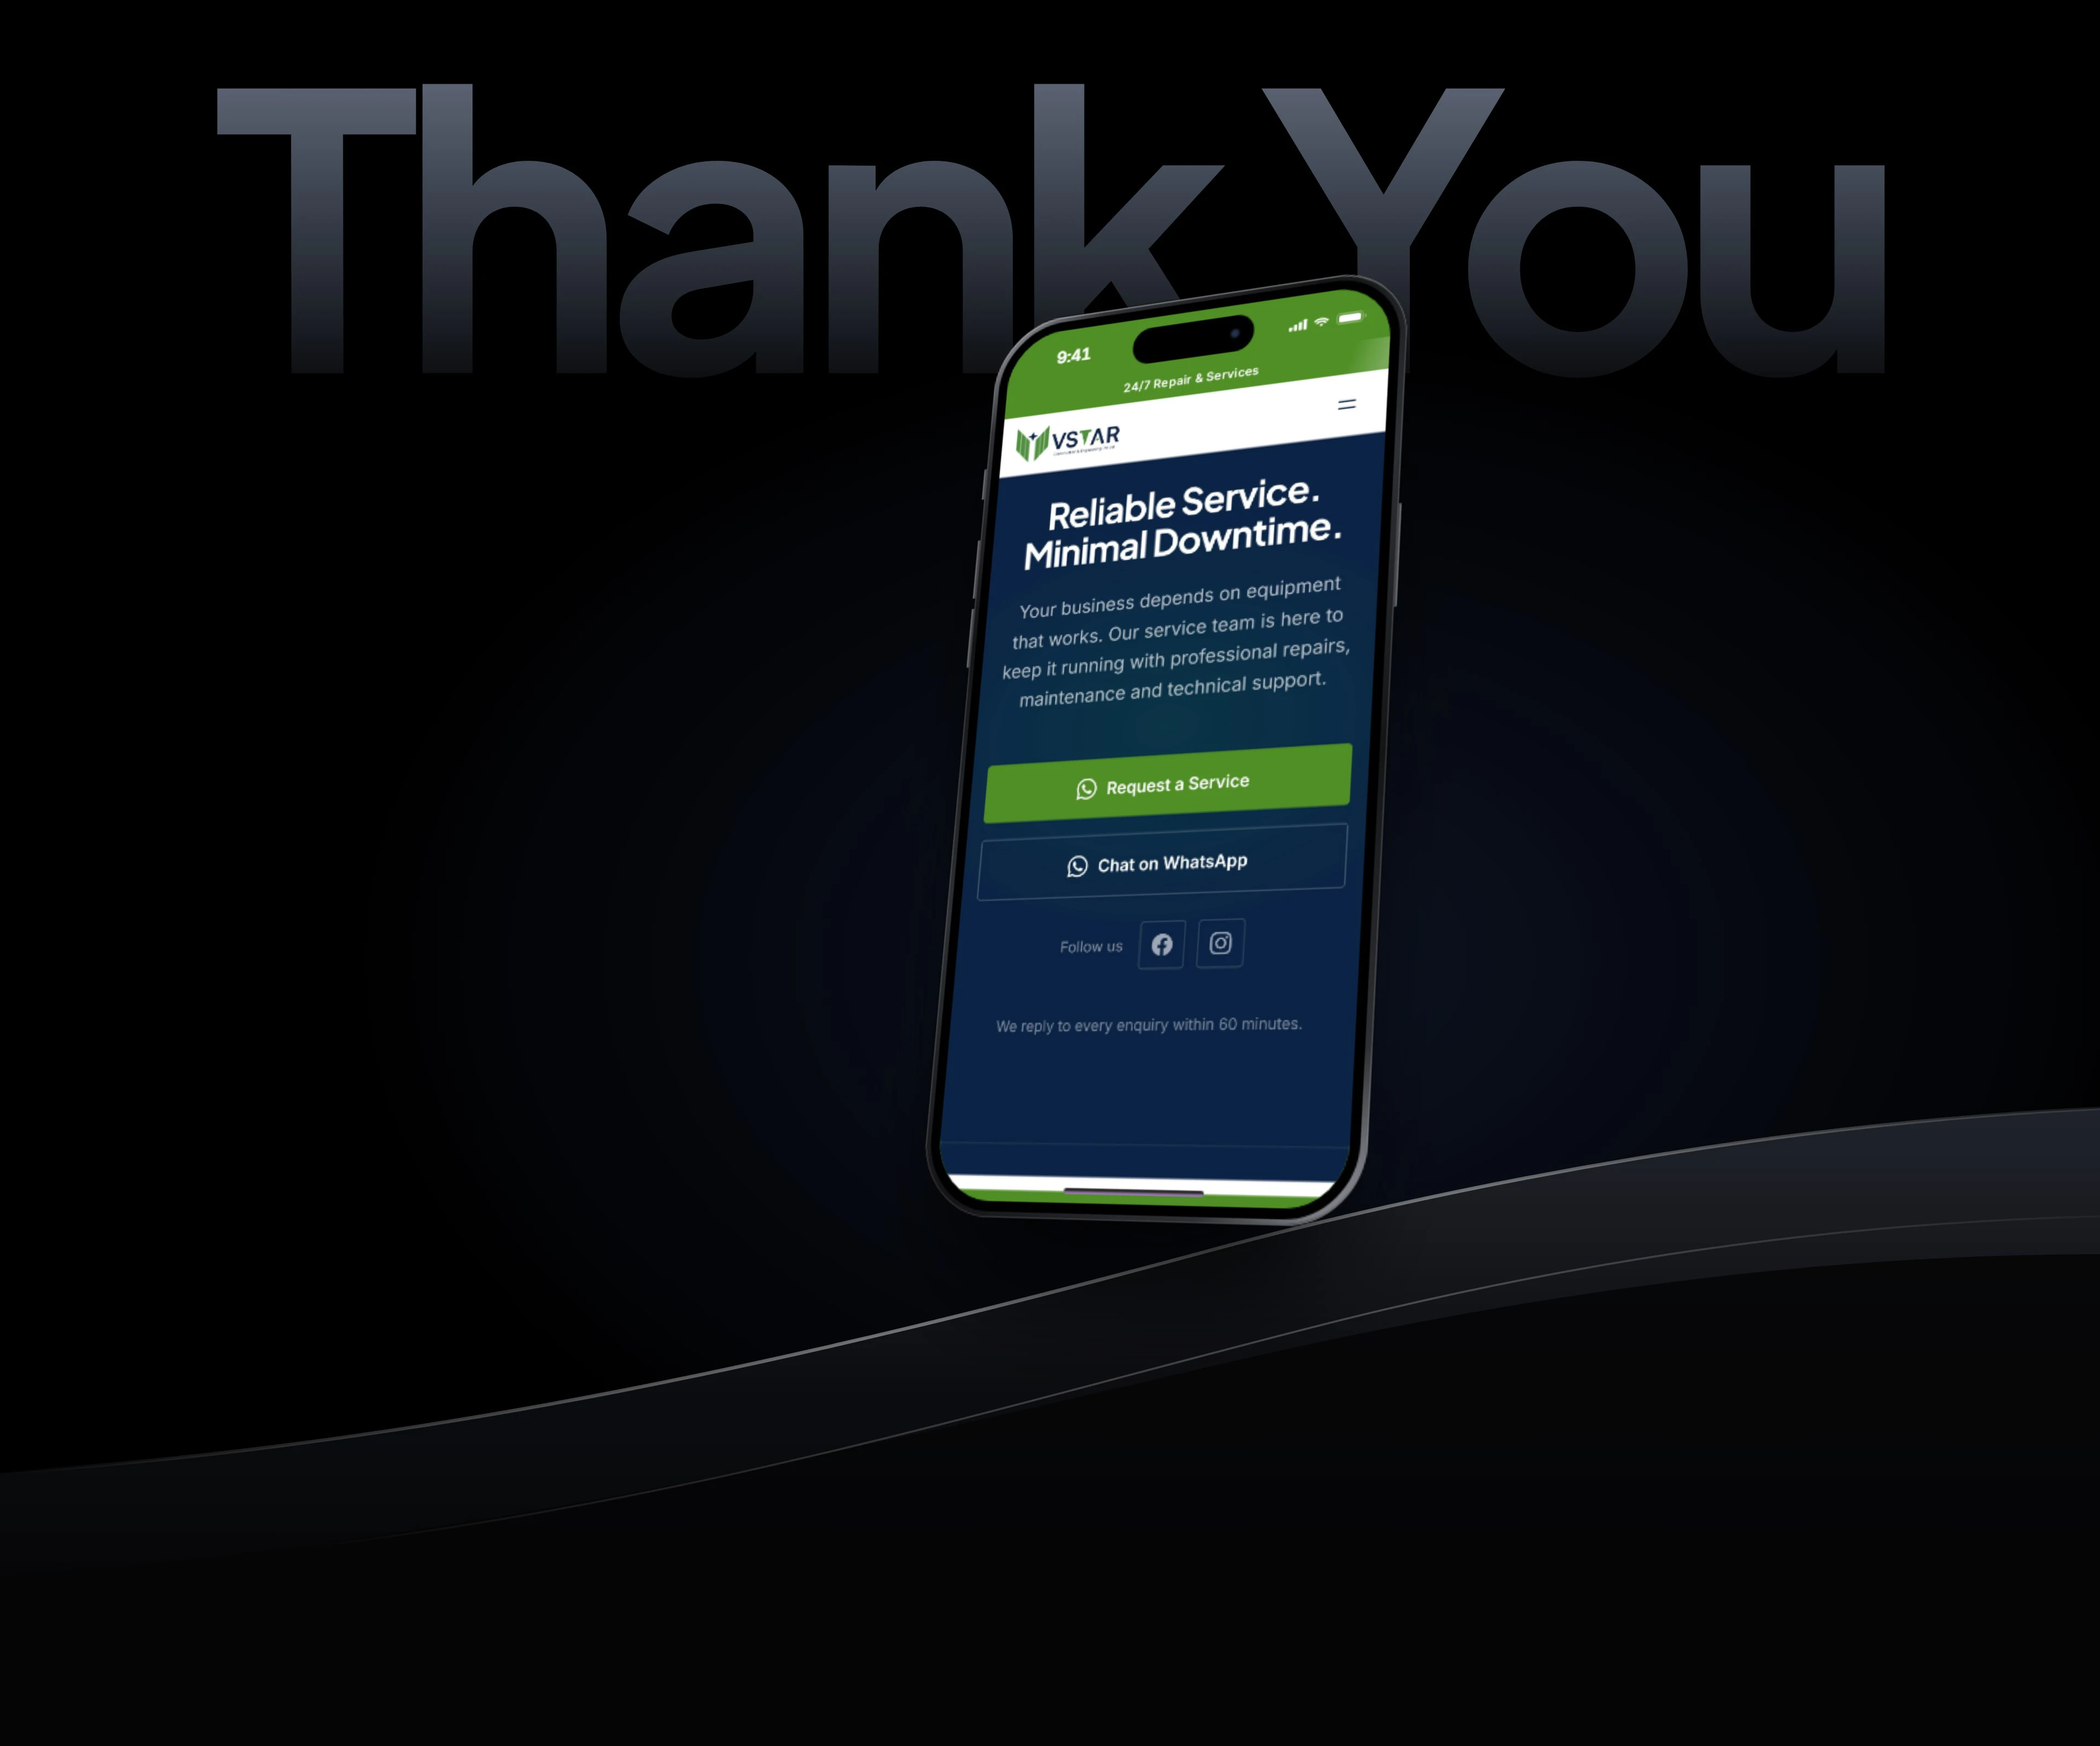 Thank You
9:41
24/7 Repair & Services
VSTAR
Reliable Service.
Minimal Downtime.
Your business depends on equipment
that works. Our service team is here to
keep it running with professional repairs,
maintenance and technical support.
Request a Service
Chat on WhatsApp
Follow us
We reply to every enquiry within 60 minutes.